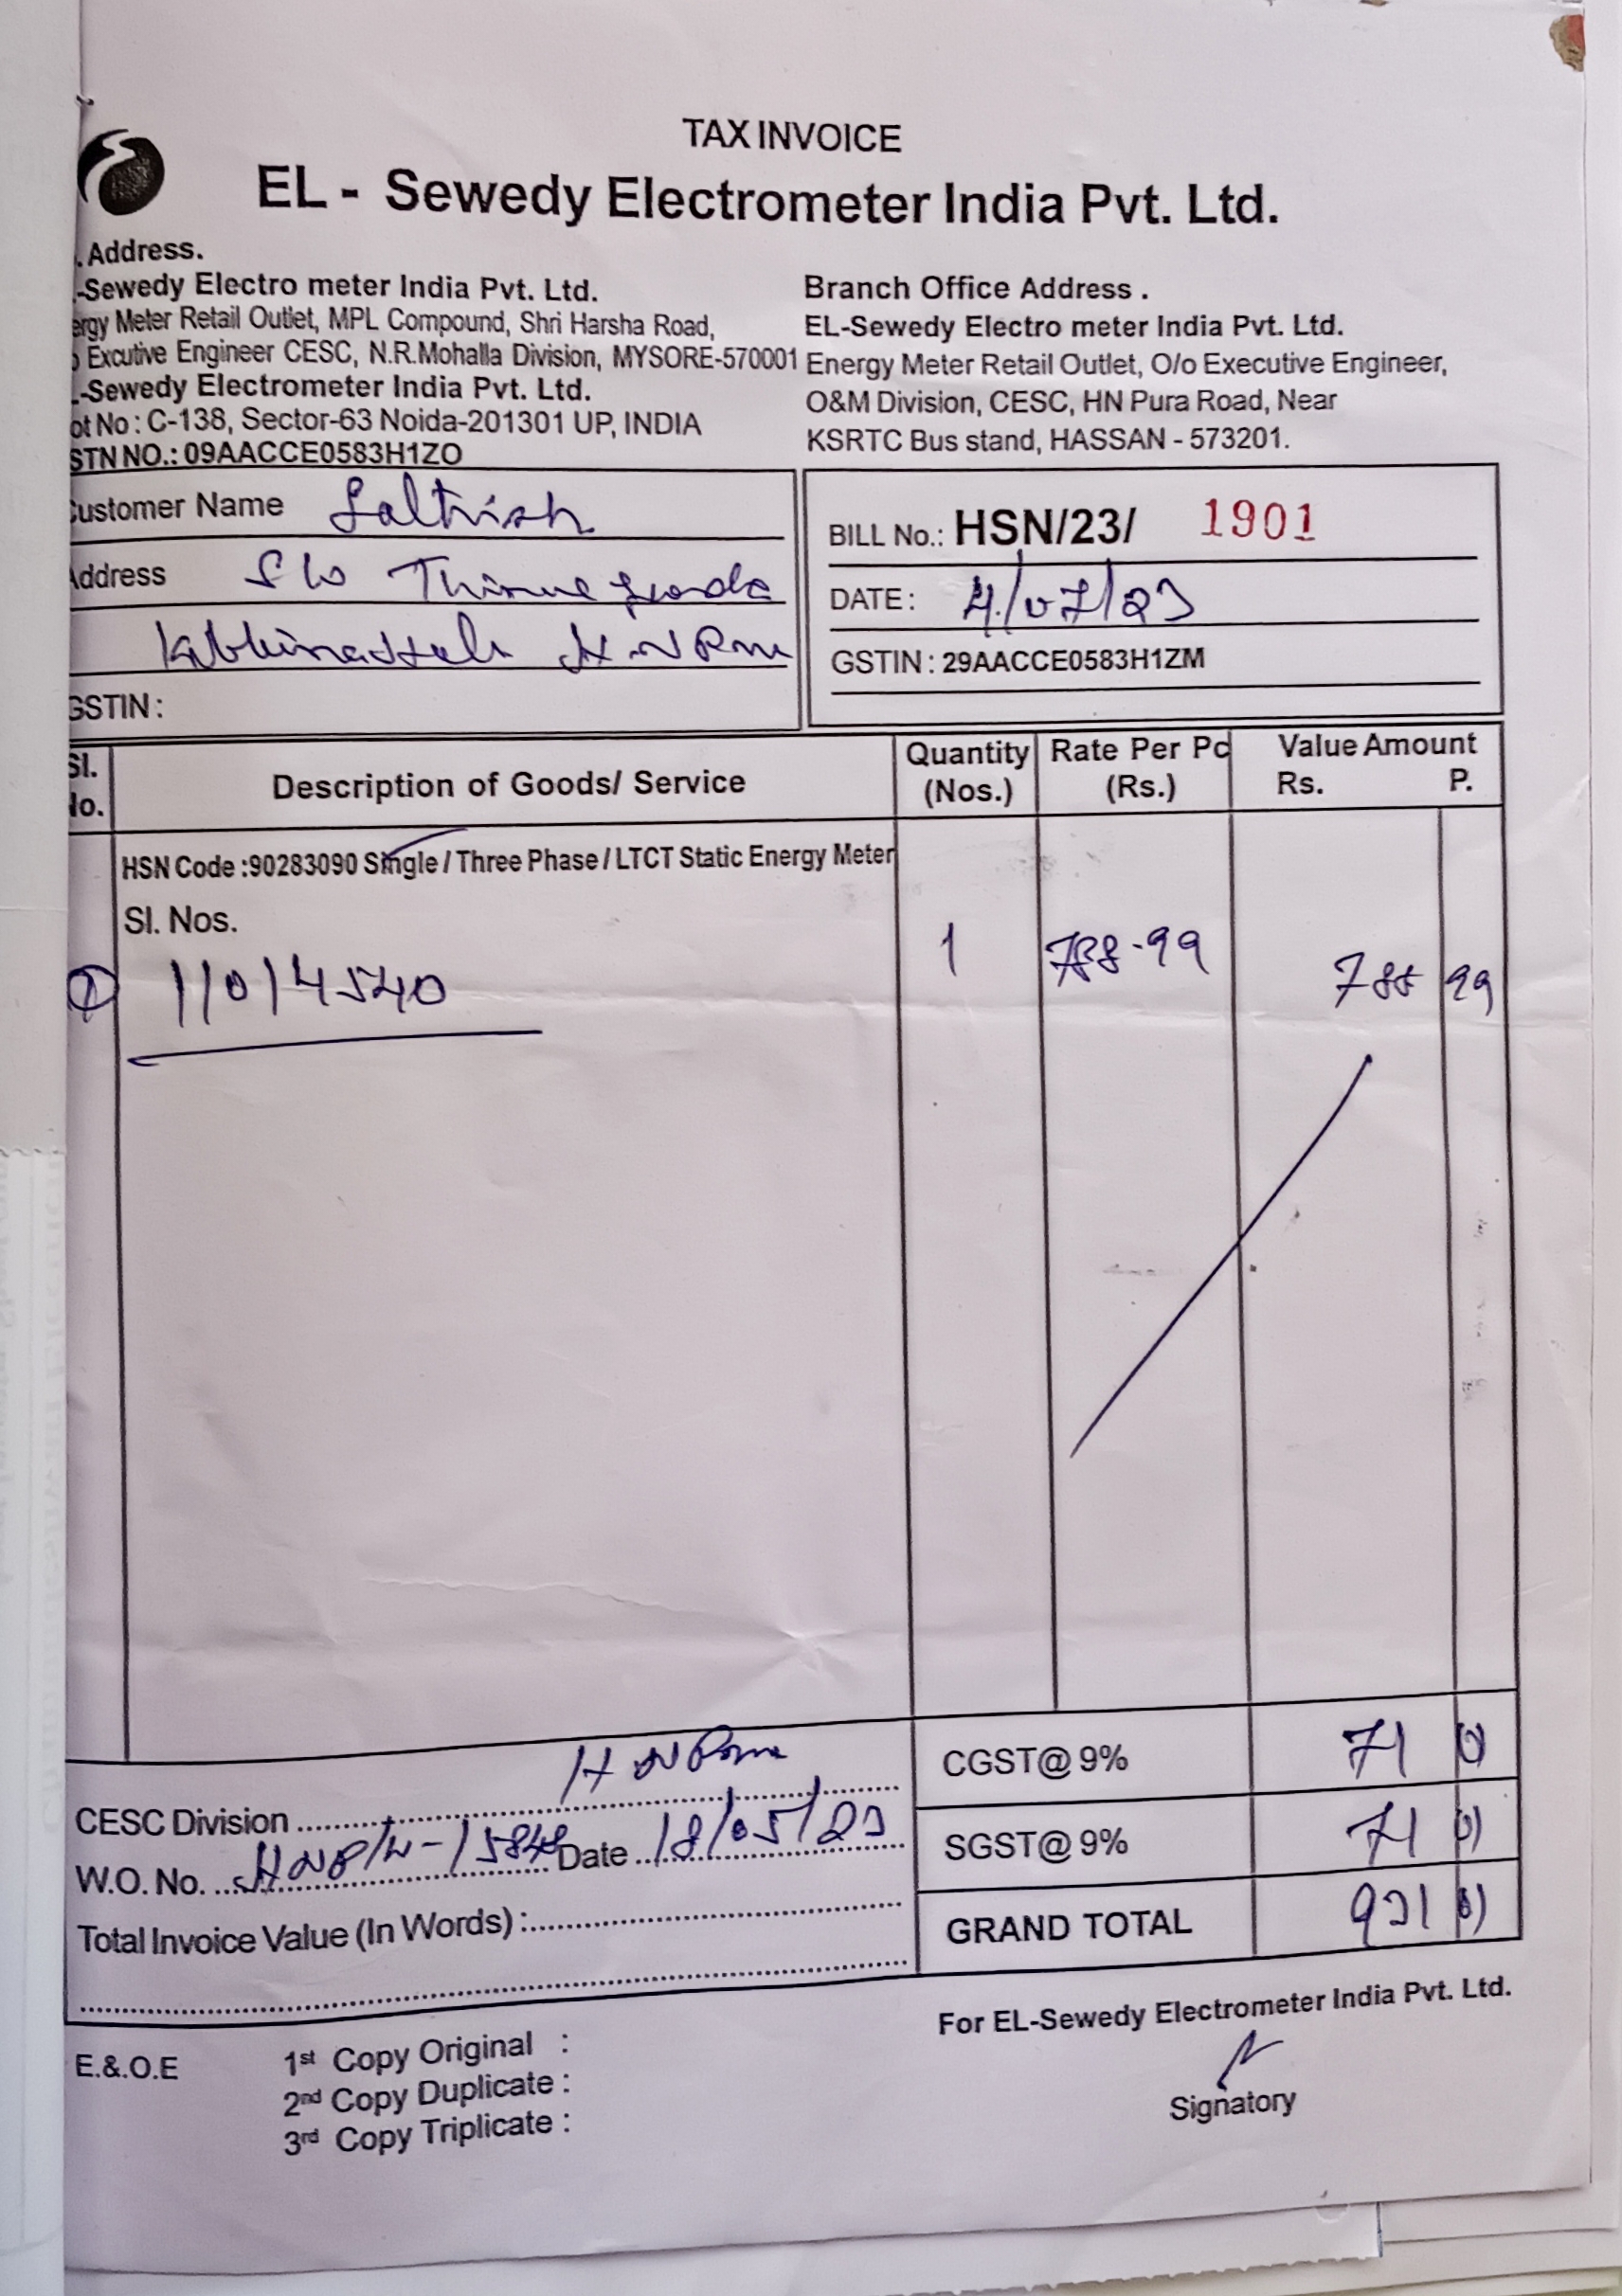 TAX INVOICE
EL - Sewedy Electrometer India Pvt. Ltd.
. Address.
-Sewedy Electro meter India Pvt. Ltd.
ergy Meter Retail Outlet, MPL Compound, Shri Harsha Road,
Excutive Engineer CESC, N.R.Mohalla Division, MYSORE-570001
-Sewedy Electrometer India Pvt. Ltd.
ot No : C-138, Sector-63 Noida-201301 UP, INDIA
STN NO.: 09AACCE0583H1ZO
Branch Office Address .
EL-Sewedy Electro meter India Pvt. Ltd.
Energy Meter Retail Outlet, O/o Executive Engineer,
O&M Division, CESC, HN Pura Road, Near
KSRTC Bus stand, HASSAN - 573201.
ustomer Name
Address S/o
H N Pura
GSTIN :
BILL No.: HSN/23/ 1901
DATE : 4/07/23
GSTIN : 29AACCE0583H1ZM
Sl. No. Description of Goods/ Service Quantity (Nos.) Rate Per Pc (Rs.) Value Amount Rs. P.
HSN Code :90283090 Single / Three Phase / LTCT Static Energy Meter
Sl. Nos.
1 11014540 1 788-99 788 99
CGST@ 9% 71 01
SGST@ 9% 71 01
GRAND TOTAL 931 01
CESC Division H N Pura
W.O. No. Date 18/05/23
Total Invoice Value (In Words) :
For EL-Sewedy Electrometer India Pvt. Ltd.
Signatory
E.&.O.E
1st Copy Original :
2nd Copy Duplicate :
3rd Copy Triplicate :